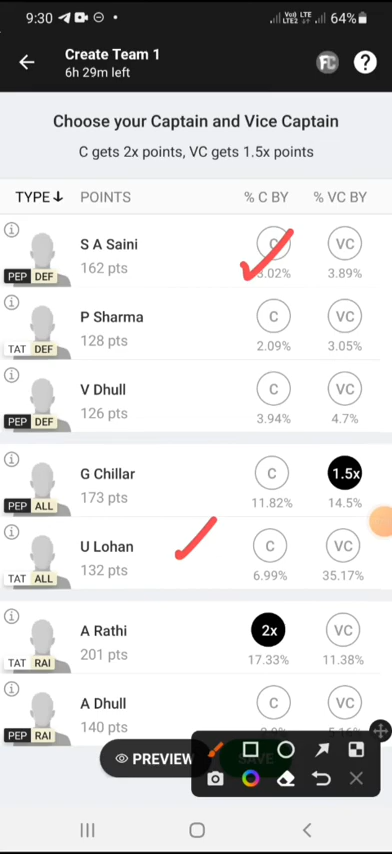 9:30 Vo) LTE LTE2 64%
Create Team 1
6h 29m left
FC ?
Choose your Captain and Vice Captain
C gets 2x points, VC gets 1.5x points
TYPE↓ POINTS % C BY % VC BY
S A Saini
162 pts
C VC
3.89%
PEP DEF
P Sharma
128 pts
C VC
2.09% 3.05%
TAT DEF
V Dhull
126 pts
C VC
3.94% 4.7%
PEP DEF
G Chillar
173 pts
C 1.5x
11.82% 14.5%
PEP ALL
U Lohan
132 pts
C VC
6.99% 35.17%
TAT ALL
A Rathi
201 pts
2x VC
17.33% 11.38%
TAT RAI
A Dhull
140 pts
C VC
PEP RAI
PREVIEW SAVE